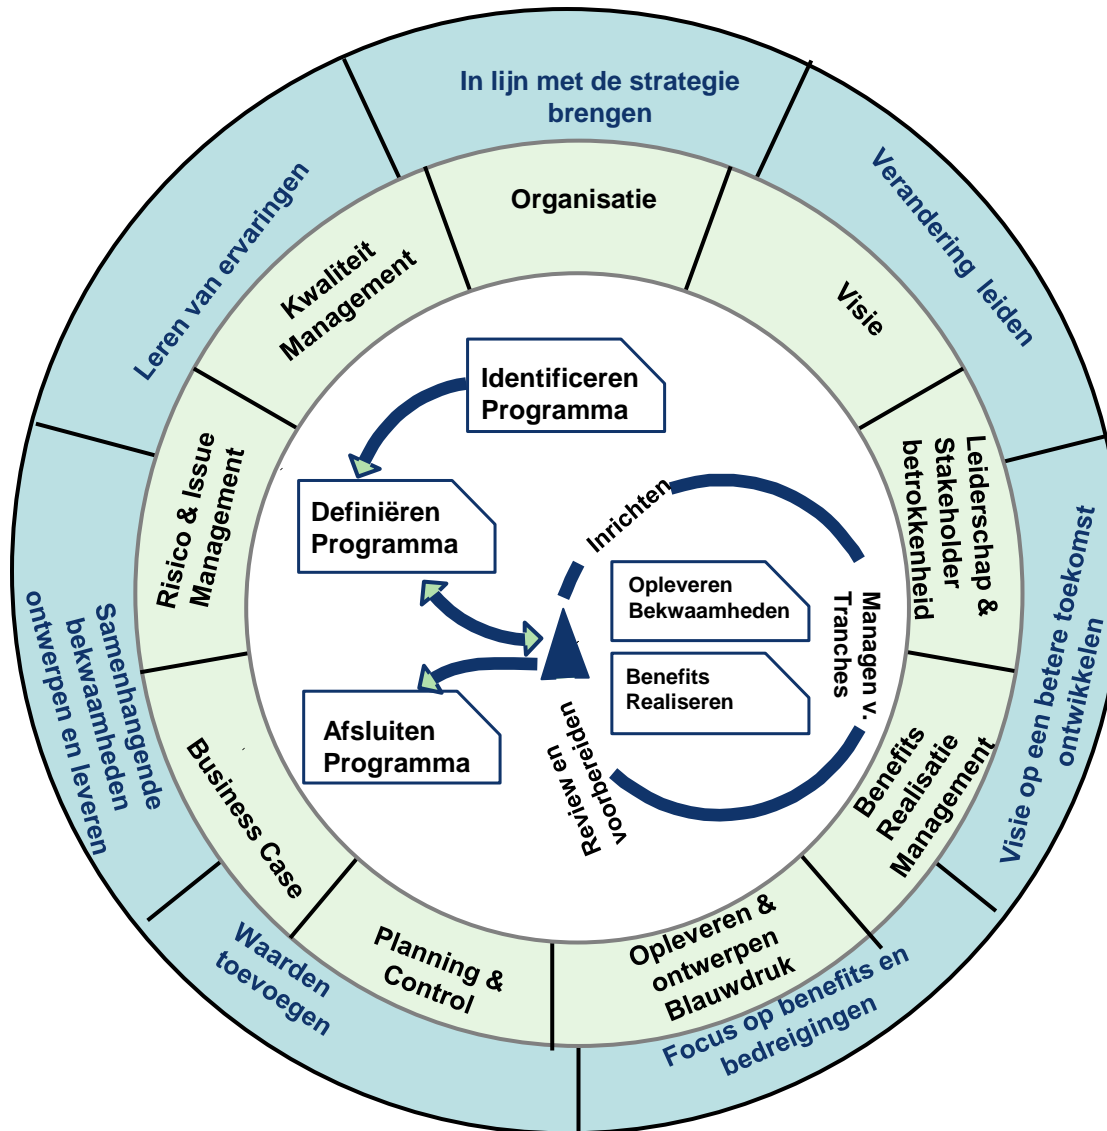 In lijn met de strategie
brengen
Verandering leiden
Visie op een betere toekomst
ontwikkelen
Focus op benefits en
bedreigingen
Waarden
toevoegen
Samenhangende
bekwaamheden
ontwerpen en leveren
Leren van ervaringen
Organisatie
Visie
Leiderschap &
Stakeholder
betrokkenheid
Benefits
Realisatie
Management
Opleveren &
ontwerpen
Blauwdruk
Planning &
Control
Business Case
Risico & Issue
Management
Kwaliteit
Management
Identificeren
Programma
Definiëren
Programma
Afsluiten
Programma
Inrichten
Managen v.
Tranches
Review en
voorbereiden
Opleveren
Bekwaamheden
Benefits
Realiseren